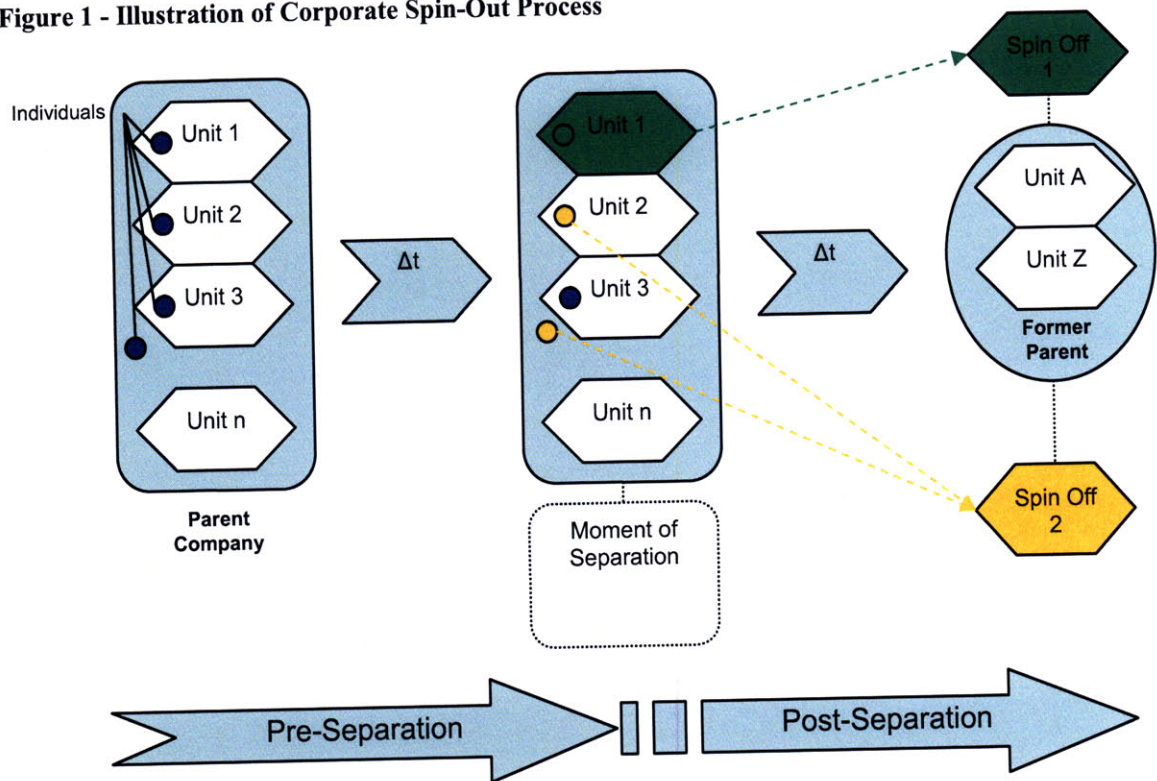 Figure 1 - Illustration of Corporate Spin-Out Process
Individuals
Unit 1
Unit 2
Unit 3
Unit n
Parent
Company
Δt
Unit 1
Unit 2
Unit 3
Unit n
Moment of
Separation
Δt
Spin Off
1
Unit A
Unit Z
Former
Parent
Spin Off
2
Pre-Separation
Post-Separation